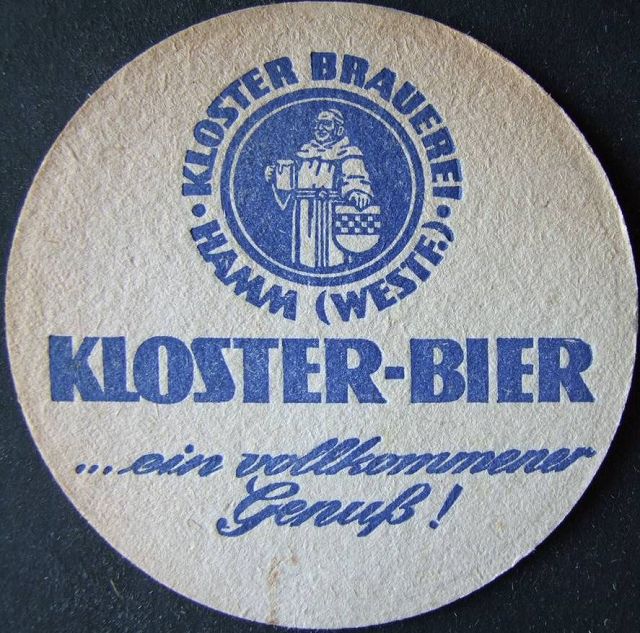 • KLOSTER BRAUEREI •
HAMM (WESTF.)
KLOSTER-BIER
... ein vollkommener
Genuß!